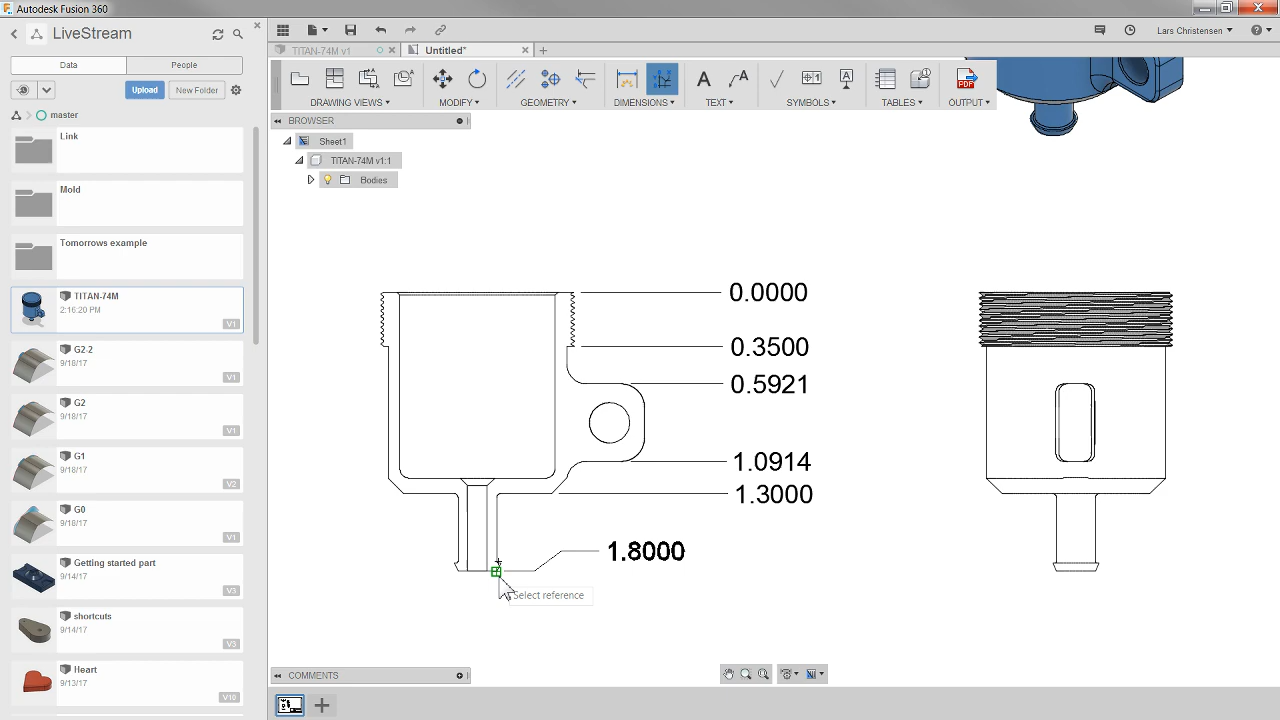 Autodesk Fusion 360
LiveStream
Data
People
Upload
New Folder
master
Link
Mold
Tomorrows example
TITAN-74M
2:16:20 PM
V1
G2-2
9/18/17
V1
G2
9/18/17
V1
G1
9/18/17
V2
G0
9/18/17
V1
Getting started part
9/14/17
V3
shortcuts
9/14/17
V3
Heart
9/13/17
V10
TITAN-74M v1
Untitled*
Lars Christensen
DRAWING VIEWS
MODIFY
GEOMETRY
DIMENSIONS
TEXT
SYMBOLS
TABLES
OUTPUT
PDF
BROWSER
Sheet1
TITAN-74M v1:1
Bodies
0.0000
0.3500
0.5921
1.0914
1.3000
1.8000
Select reference
COMMENTS